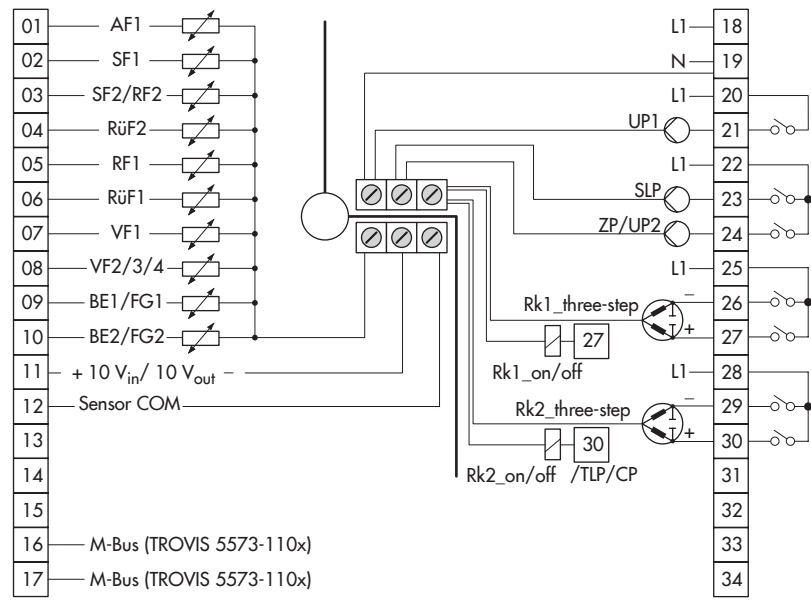 01 AF1
02 SF1
03 SF2/RF2
04 RüF2
05 RF1
06 RüF1
07 VF1
08 VF2/3/4
09 BE1/FG1
10 BE2/FG2
11 + 10 Vin/ 10 Vout –
12 Sensor COM
13
14
15
16 M-Bus (TROVIS 5573-110x)
17 M-Bus (TROVIS 5573-110x)
L1 18
N 19
L1 20
UP1 21
L1 22
SLP 23
ZP/UP2 24
L1 25
Rk1_three-step – 26
+ 27
27
Rk1_on/off
L1 28
Rk2_three-step – 29
+ 30
30
Rk2_on/off /TLP/CP
31
32
33
34